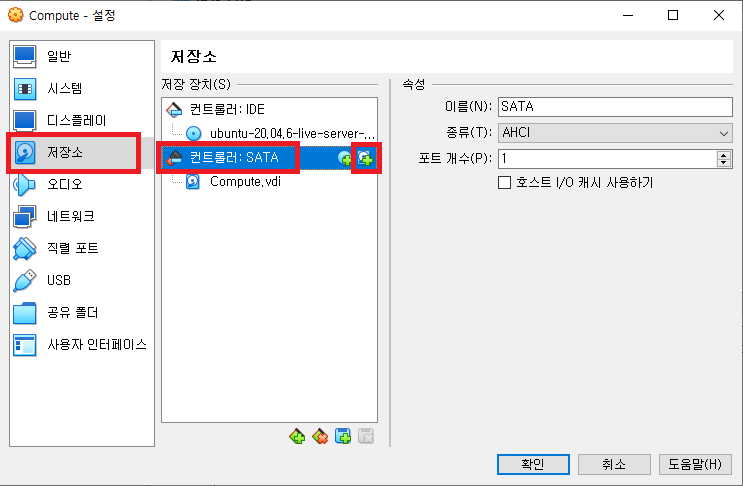 Compute - 설정
일반
시스템
디스플레이
저장소
오디오
네트워크
직렬 포트
USB
공유 폴더
사용자 인터페이스
저장소
저장 장치(S)
컨트롤러: IDE
ubuntu-20.04.6-live-server-...
컨트롤러: SATA
Compute.vdi
속성
이름(N): SATA
종류(T): AHCI
포트 개수(P): 1
호스트 I/O 캐시 사용하기
확인
취소
도움말(H)